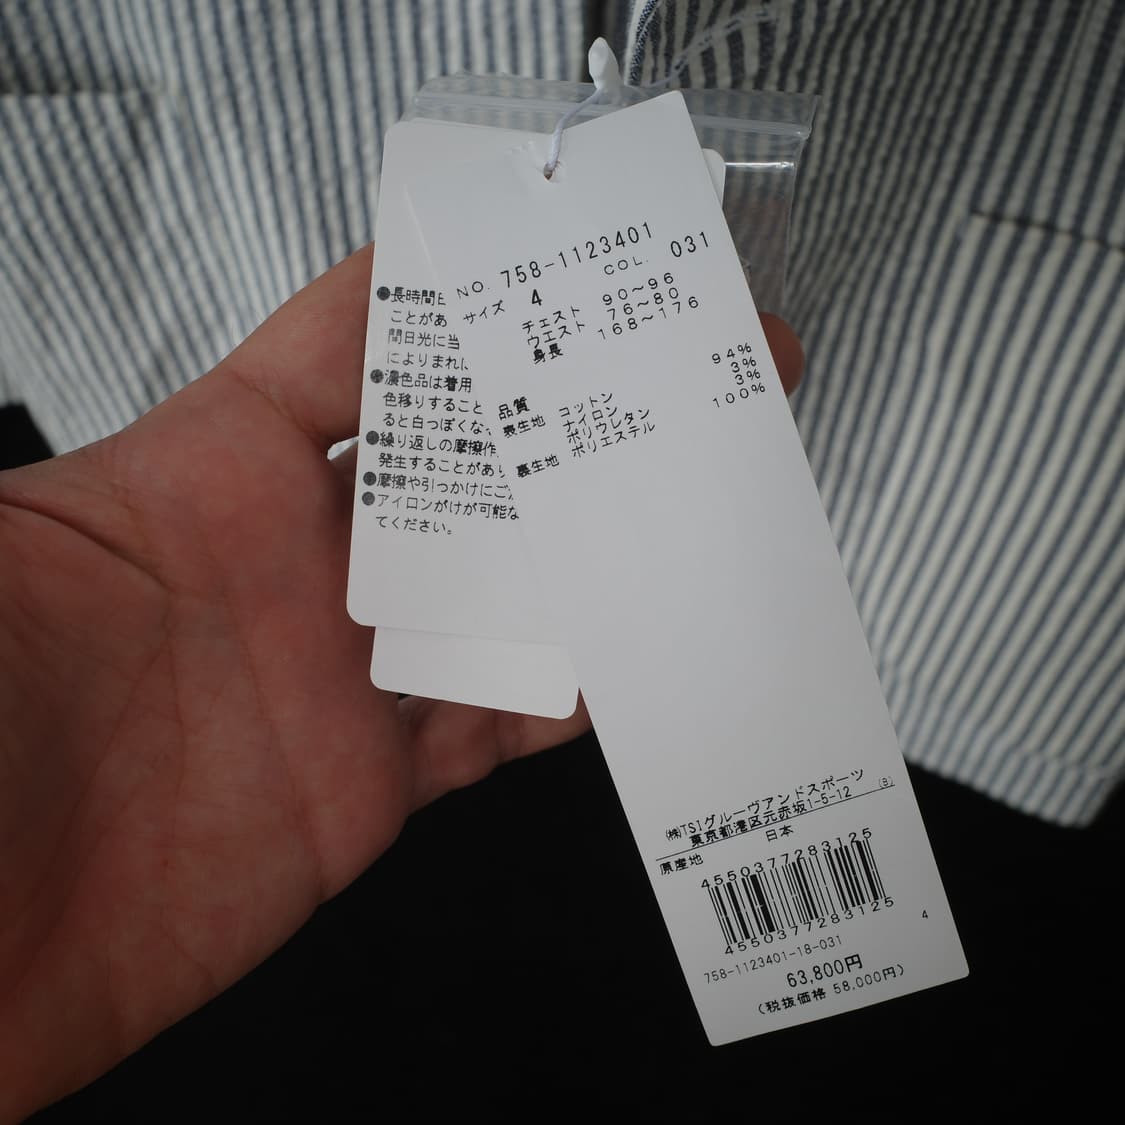 NO. 758-1123401
COL. 031
サイズ 4
チェスト 90～96
ウエスト 76～80
身長 168～176
品質
表生地 コットン 94%
ナイロン 3%
ポリウレタン 3%
裏生地 ポリエステル 100%
(株)TSIグルーヴアンドスポーツ
東京都港区元赤坂1-5-12 (B)
原産地 日本
4550377283125
4550377283125
758-1123401-18-031 4
63,800円
(税抜価格 58,000円)
●長時間
ことがあ
間日光に当
によりまれに
●濃色品は着用
色移りすること
ると白っぽくな
●繰り返しの摩擦作
発生することがあり
●摩擦や引っかけにご
●アイロンがけが可能な
てください。